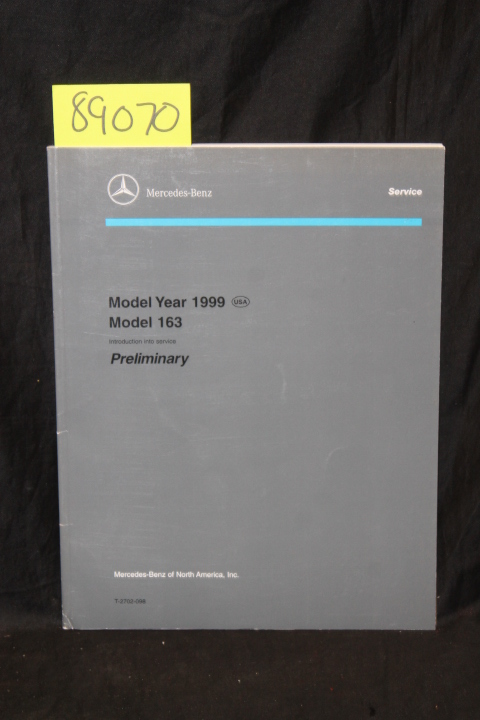 89070
Mercedes-Benz
Service
Model Year 1999 USA
Model 163
Introduction into service
Preliminary
Mercedes-Benz of North America, Inc.